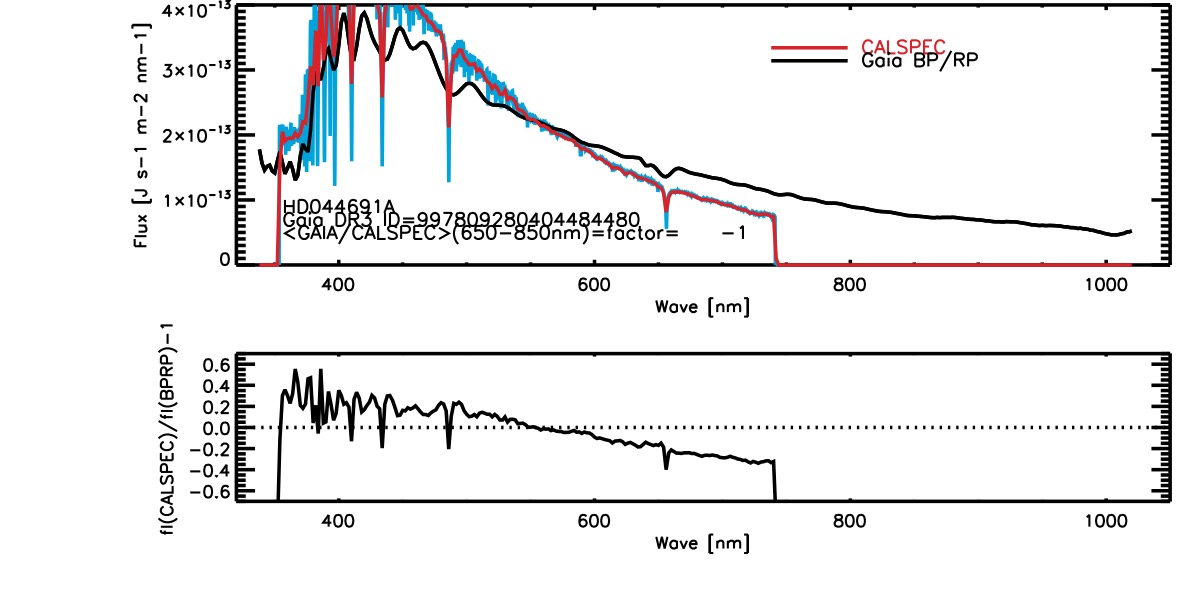 4×10−13
3×10−13
2×10−13
1×10−13
0
Flux [J s−1 m−2 nm−1]
CALSPEC
Gaia BP/RP
HD044691A
Gaia DR3 ID=997809280404484480
<GAIA/CALSPEC>(650−850nm)=factor= −1
400 600 800 1000
Wave [nm]
fl(CALSPEC)/fl(BPRP)−1
0.6
0.4
0.2
0.0
−0.2
−0.4
−0.6
400 600 800 1000
Wave [nm]